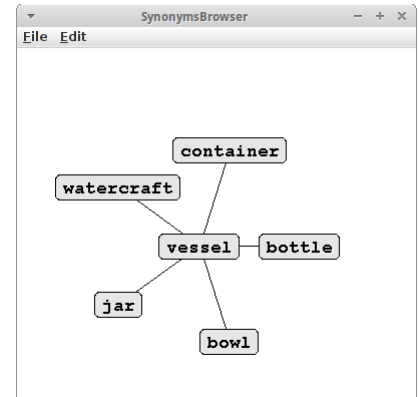 SynonymsBrowser
File Edit
container
watercraft
vessel bottle
jar
bowl